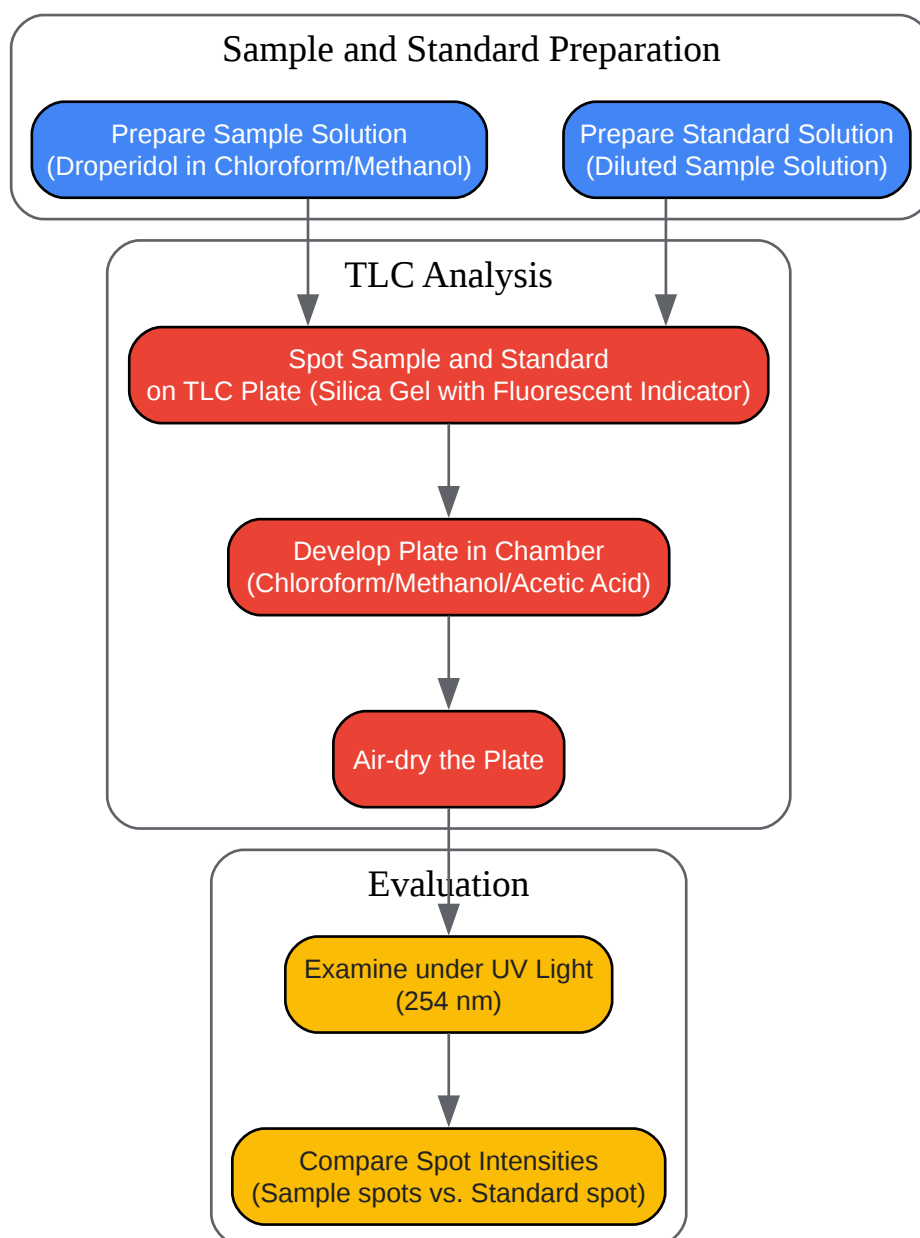 Sample and Standard Preparation
Prepare Sample Solution
(Droperidol in Chloroform/Methanol)
Prepare Standard Solution
(Diluted Sample Solution)
TLC Analysis
Spot Sample and Standard
on TLC Plate (Silica Gel with Fluorescent Indicator)
Develop Plate in Chamber
(Chloroform/Methanol/Acetic Acid)
Air-dry the Plate
Evaluation
Examine under UV Light
(254 nm)
Compare Spot Intensities
(Sample spots vs. Standard spot)